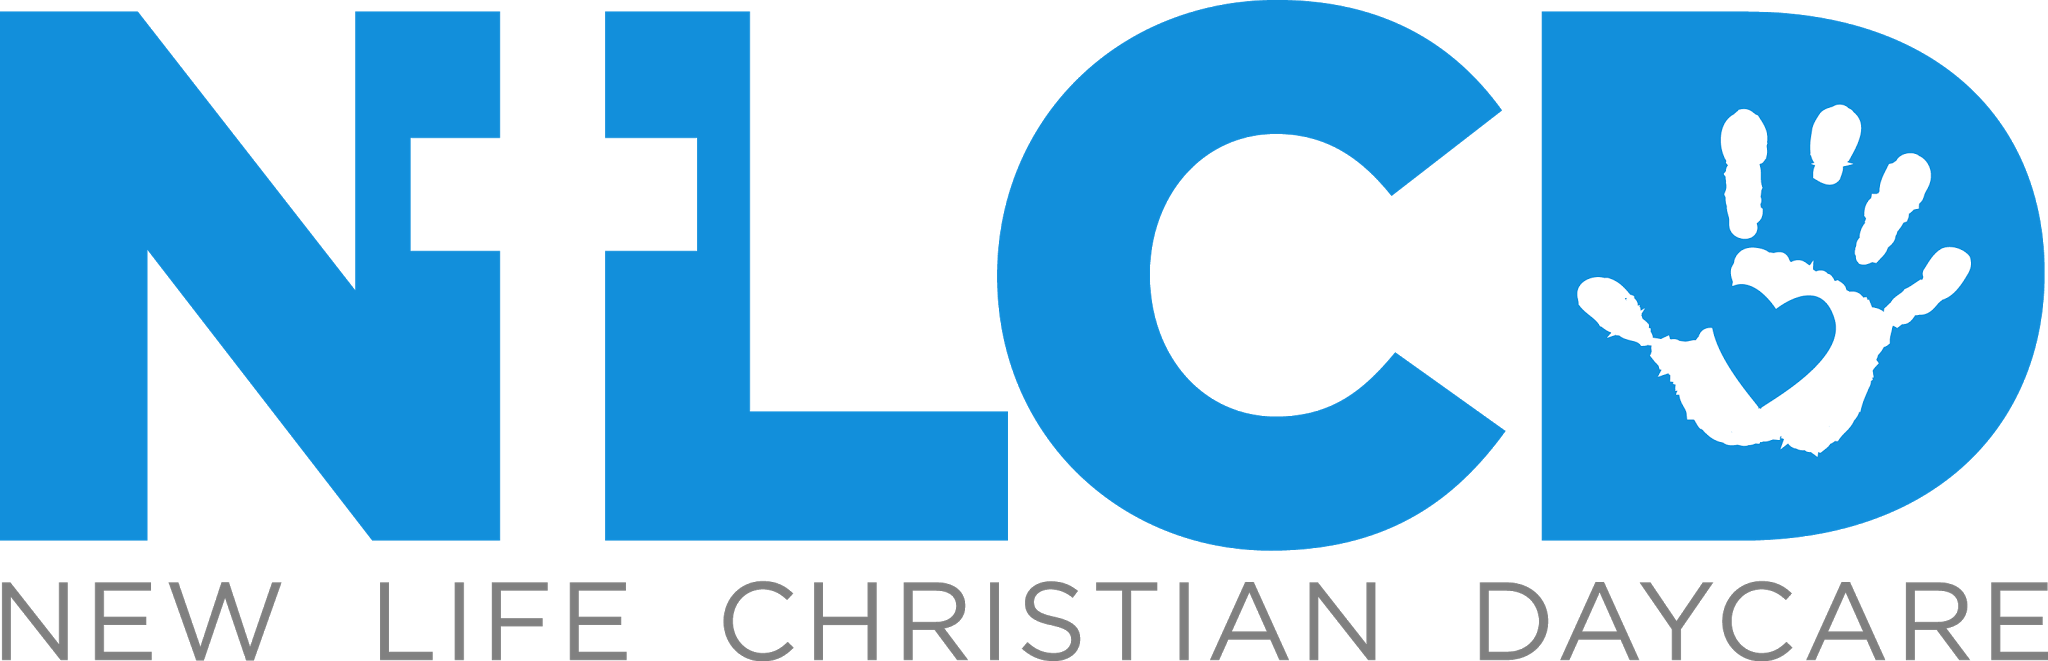 NLCD
NEW LIFE CHRISTIAN DAYCARE